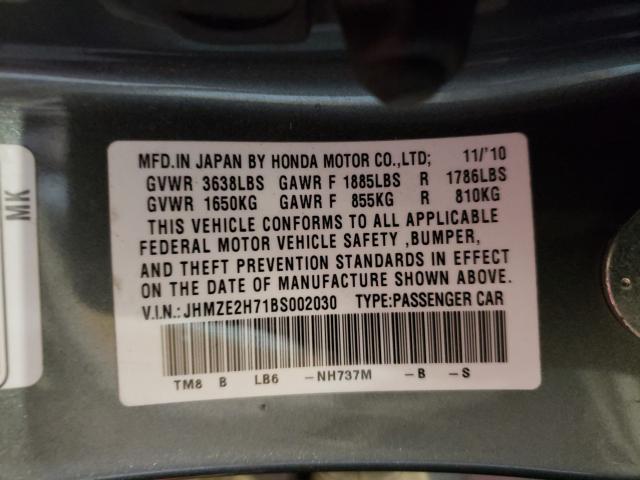 MFD.IN JAPAN BY HONDA MOTOR CO.,LTD; 11/'10
GVWR 3638LBS GAWR F 1885LBS R 1786LBS
GVWR 1650KG GAWR F 855KG R 810KG
THIS VEHICLE CONFORMS TO ALL APPLICABLE
FEDERAL MOTOR VEHICLE SAFETY ,BUMPER,
AND THEFT PREVENTION STANDARDS IN EFFECT
ON THE DATE OF MANUFACTURE SHOWN ABOVE.
V.I.N.: JHMZE2H71BS002030 TYPE:PASSENGER CAR
TM8 B LB6 -NH737M -B -S
MK